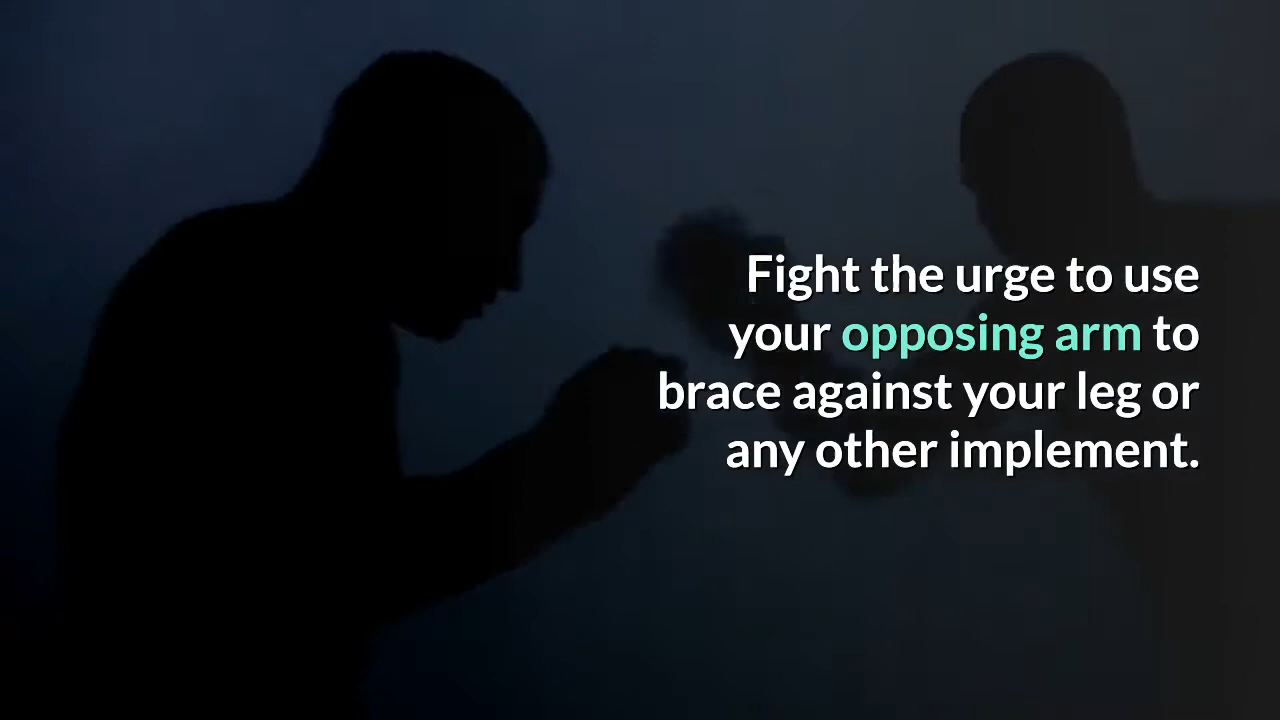 Fight the urge to use
your opposing arm to
brace against your leg or
any other implement.